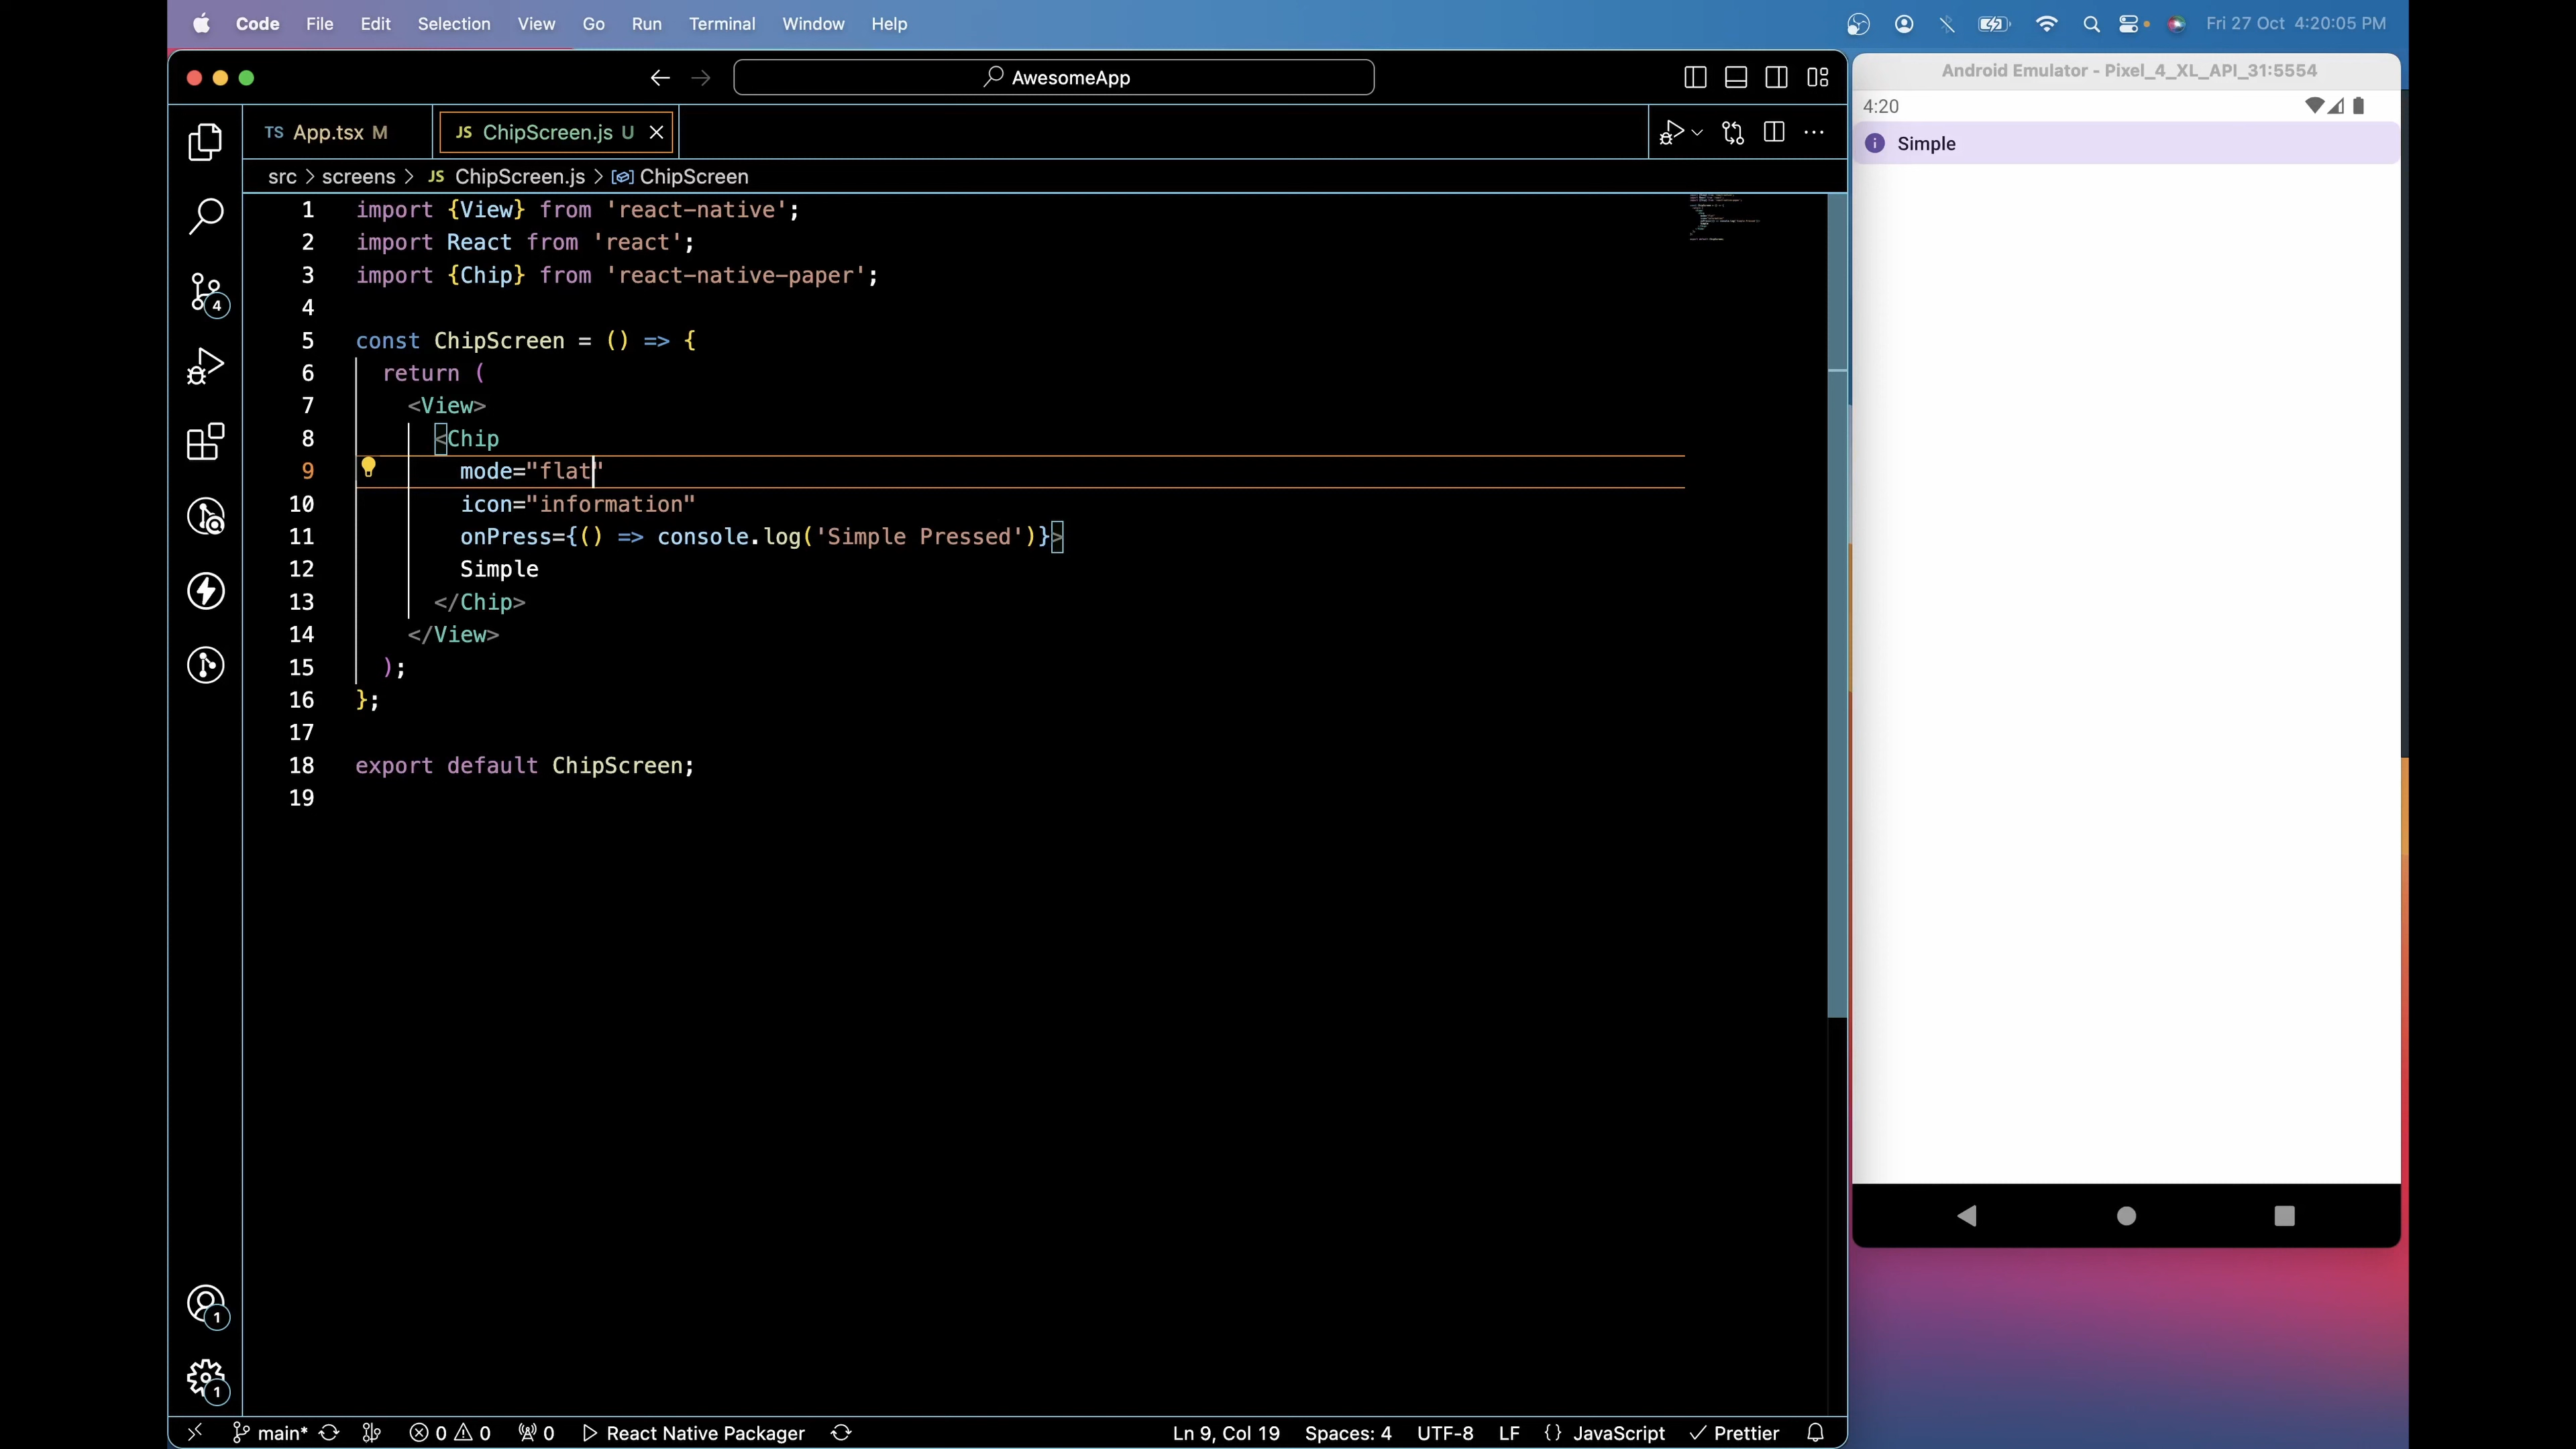 Code File Edit Selection View Go Run Terminal Window Help
Fri 27 Oct 4:20:05 PM
AwesomeApp
TS App.tsx M
JS ChipScreen.js U
src > screens > JS ChipScreen.js > ChipScreen
1 import {View} from 'react-native';
2 import React from 'react';
3 import {Chip} from 'react-native-paper';
4
5 const ChipScreen = () => {
6 return (
7 <View>
8 <Chip
9 mode="flat"
10 icon="information"
11 onPress={() => console.log('Simple Pressed')}>
12 Simple
13 </Chip>
14 </View>
15 );
16 };
17
18 export default ChipScreen;
19
4
1
1
main* 0 0 0 React Native Packager
Ln 9, Col 19 Spaces: 4 UTF-8 LF {} JavaScript Prettier
Android Emulator - Pixel_4_XL_API_31:5554
4:20
Simple